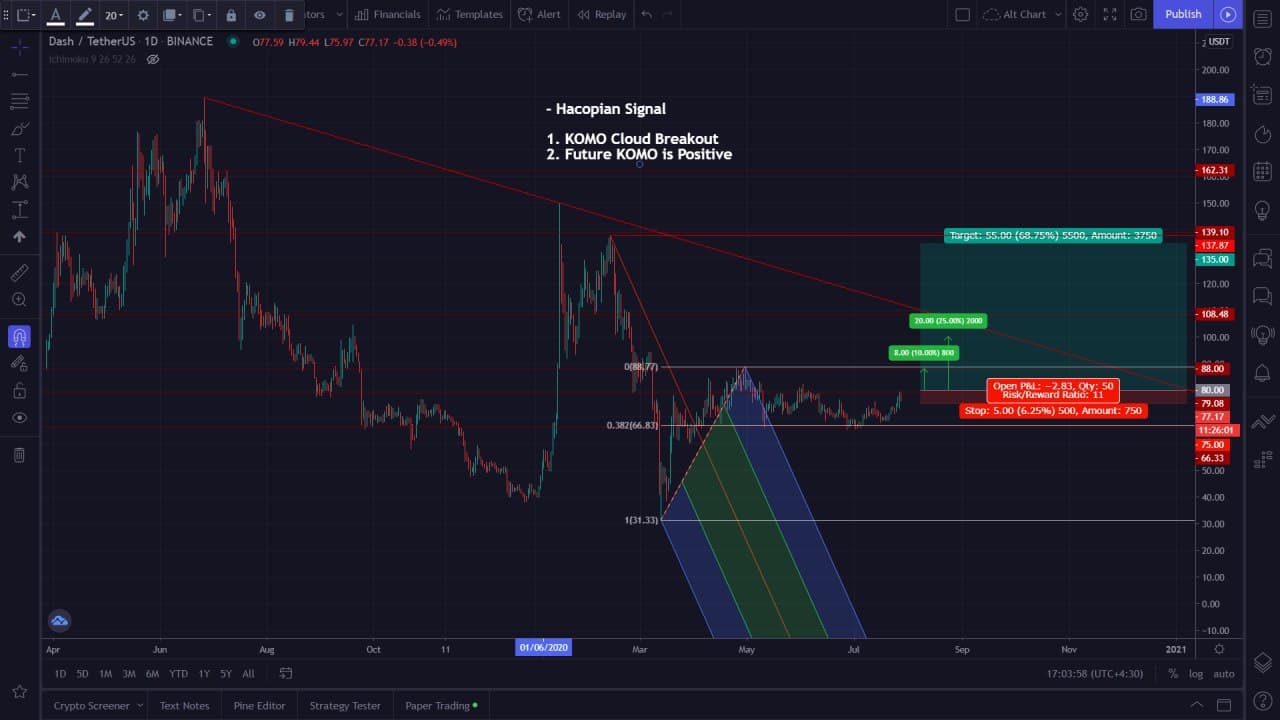 20
tors
Financials
Templates
Alert
Replay
Alt Chart
Publish
Dash / TetherUS · 1D · BINANCE
O77.59 H79.44 L75.97 C77.17 −0.38 (−0.49%)
Ichimoku 9 26 52 26
USDT
- Hacopian Signal
1. KOMO Cloud Breakout
2. Future KOMO is Positive
200.00
188.86
180.00
170.00
162.31
160.00
150.00
139.10
137.87
135.00
120.00
108.48
100.00
90.00
88.00
80.00
79.08
77.17
11:26:01
75.00
66.33
50.00
40.00
30.00
20.00
10.00
0.00
−10.00
Target: 55.00 (68.75%) 5500, Amount: 3750
20.00 (25.00%) 2000
8.00 (10.00%) 800
Open P&L: −2.83, Qty: 50
Risk/Reward Ratio: 11
Stop: 5.00 (6.25%) 500, Amount: 750
0(88.77)
0.382(66.83)
1(31.33)
Apr
Jun
Aug
Oct
11
01/06/2020
Mar
May
Jul
Sep
Nov
2021
1D 5D 1M 3M 6M YTD 1Y 5Y All
17:03:58 (UTC+4:30)
% log auto
Crypto Screener
Text Notes
Pine Editor
Strategy Tester
Paper Trading